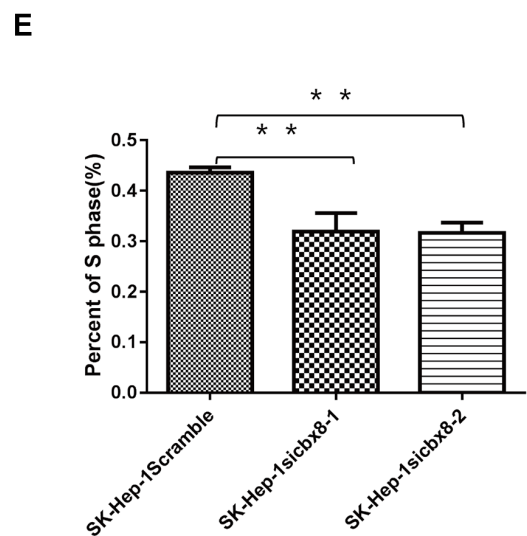 E
* *
* *
Percent of S phase(%)
0.5
0.4
0.3
0.2
0.1
0.0
SK-Hep-1Scramble
SK-Hep-1sicbx8-1
SK-Hep-1sicbx8-2